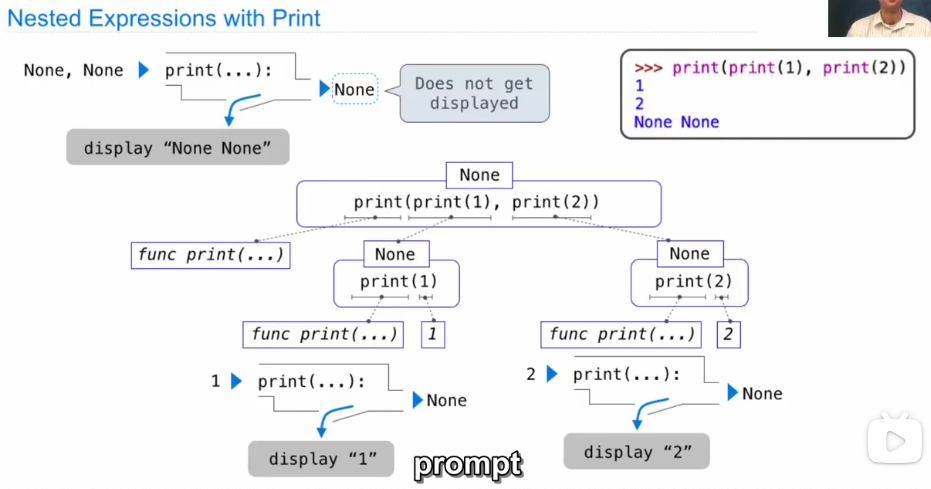 Nested Expressions with Print
None, None
print(...):
None
Does not get
displayed
display “None None”
>>> print(print(1), print(2))
1
2
None None
None
print(print(1), print(2))
func print(...)
None
print(1)
None
print(2)
func print(...)
1
func print(...)
2
1
print(...):
None
display “1”
2
print(...):
None
display “2”
prompt